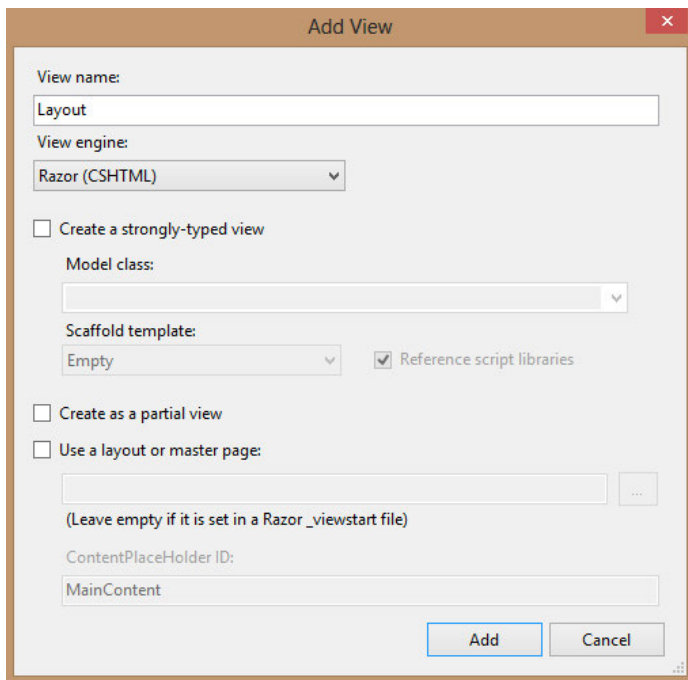 Add View
View name:
Layout
View engine:
Razor (CSHTML)
Create a strongly-typed view
Model class:
Scaffold template:
Empty
Reference script libraries
Create as a partial view
Use a layout or master page:
...
(Leave empty if it is set in a Razor _viewstart file)
ContentPlaceHolder ID:
MainContent
Add
Cancel